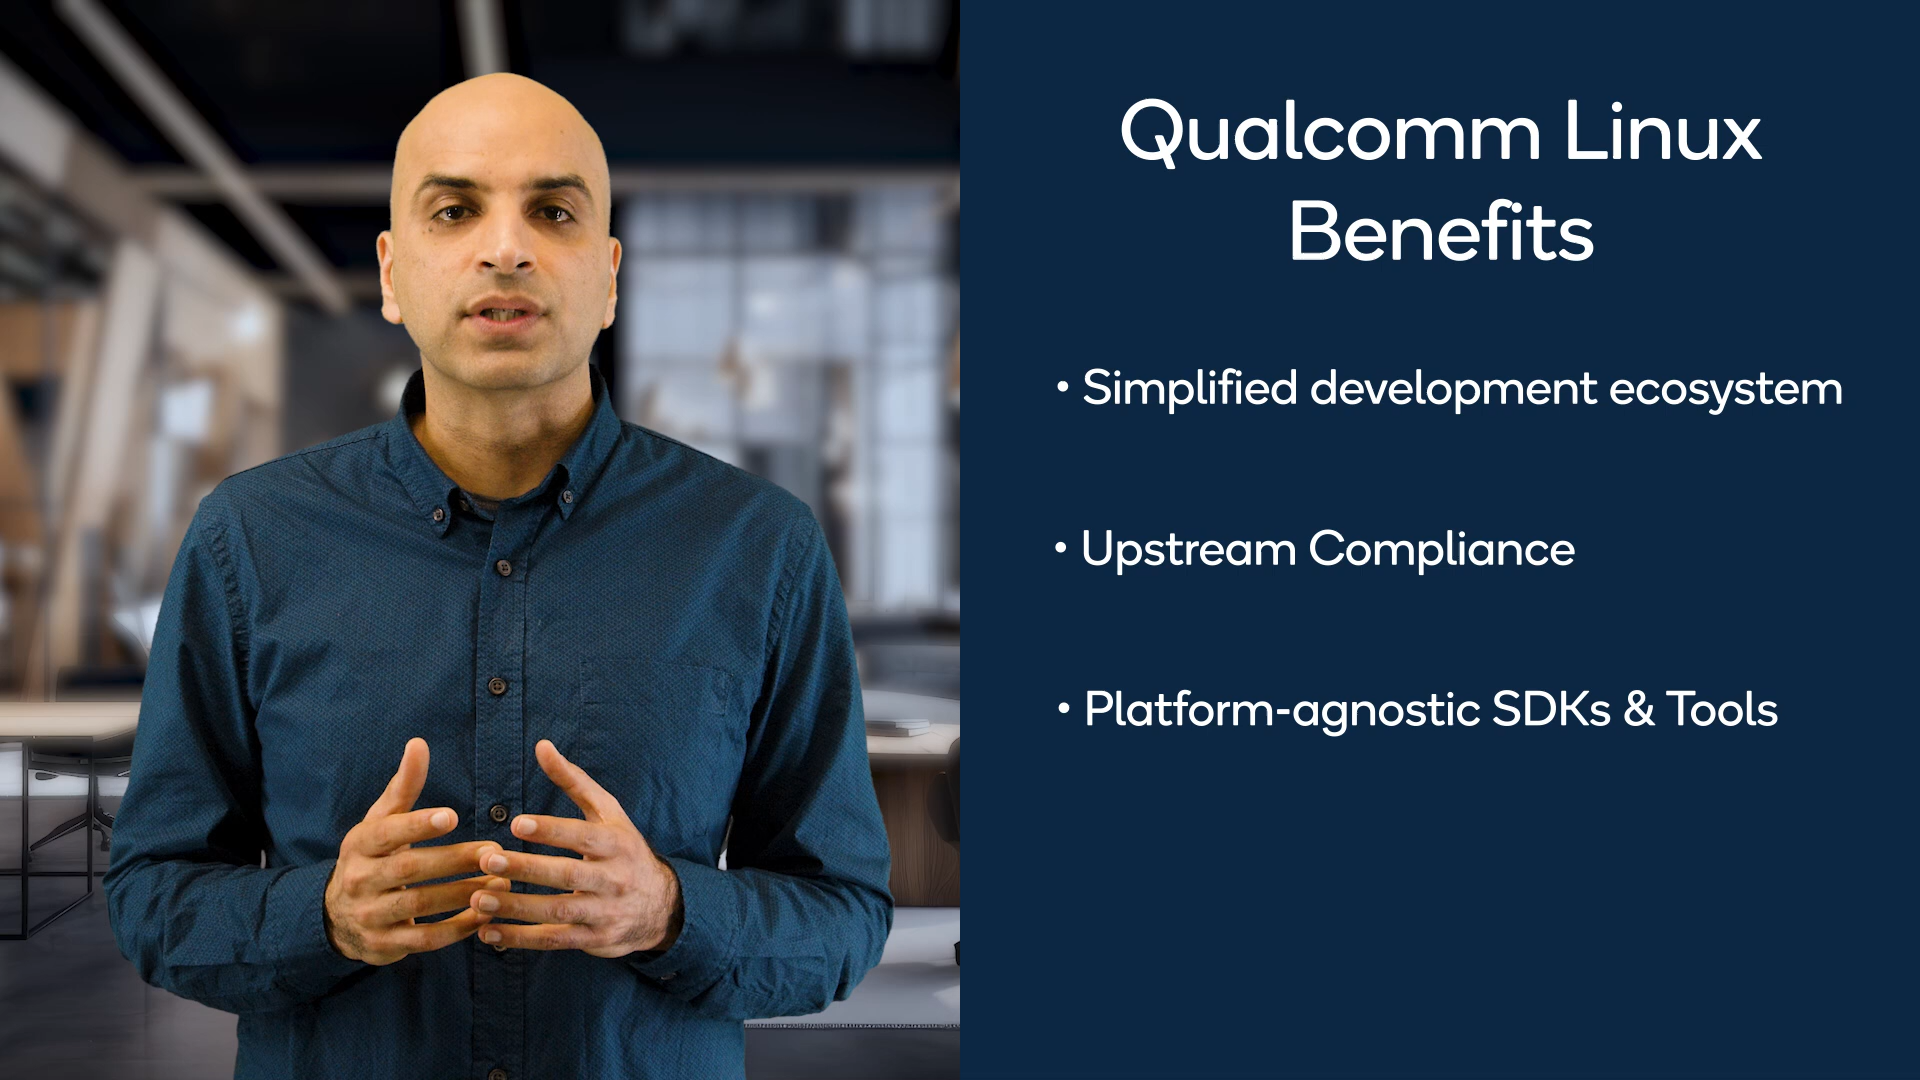 Qualcomm Linux
Benefits
• Simplified development ecosystem
• Upstream Compliance
• Platform-agnostic SDKs & Tools